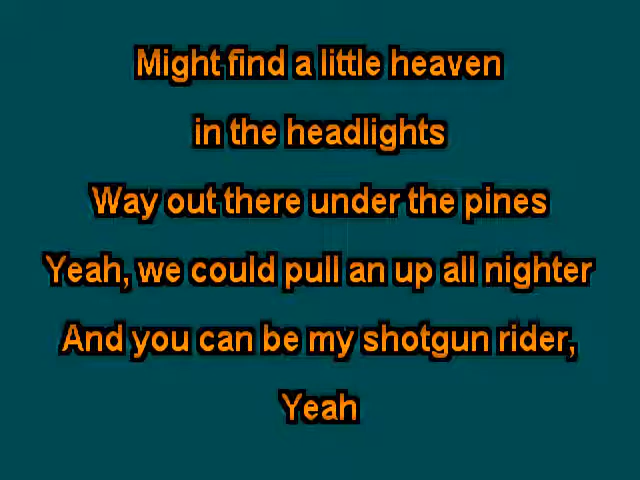 Might find a little heaven
in the headlights
Way out there under the pines
Yeah, we could pull an up all nighter
And you can be my shotgun rider,
Yeah